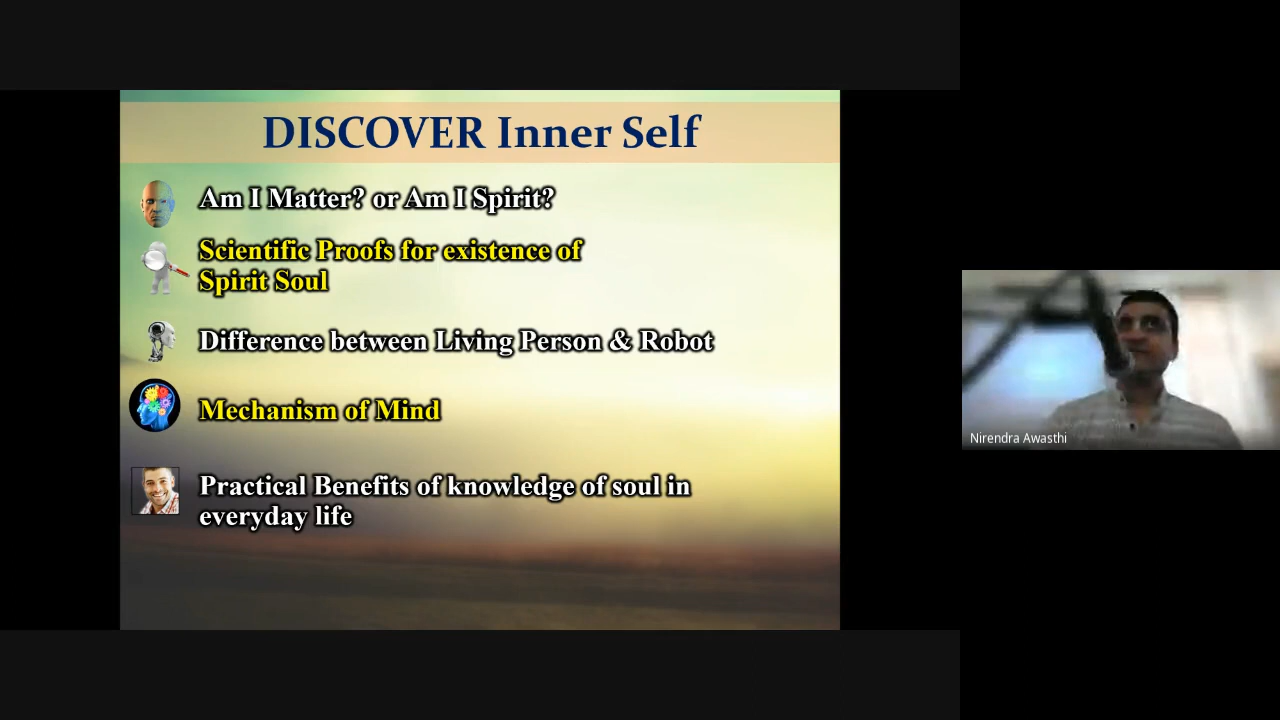 DISCOVER Inner Self
Am I Matter? or Am I Spirit?
Scientific Proofs for existence of
Spirit Soul
Difference between Living Person & Robot
Mechanism of Mind
Practical Benefits of knowledge of soul in
everyday life
Nirendra Awasthi